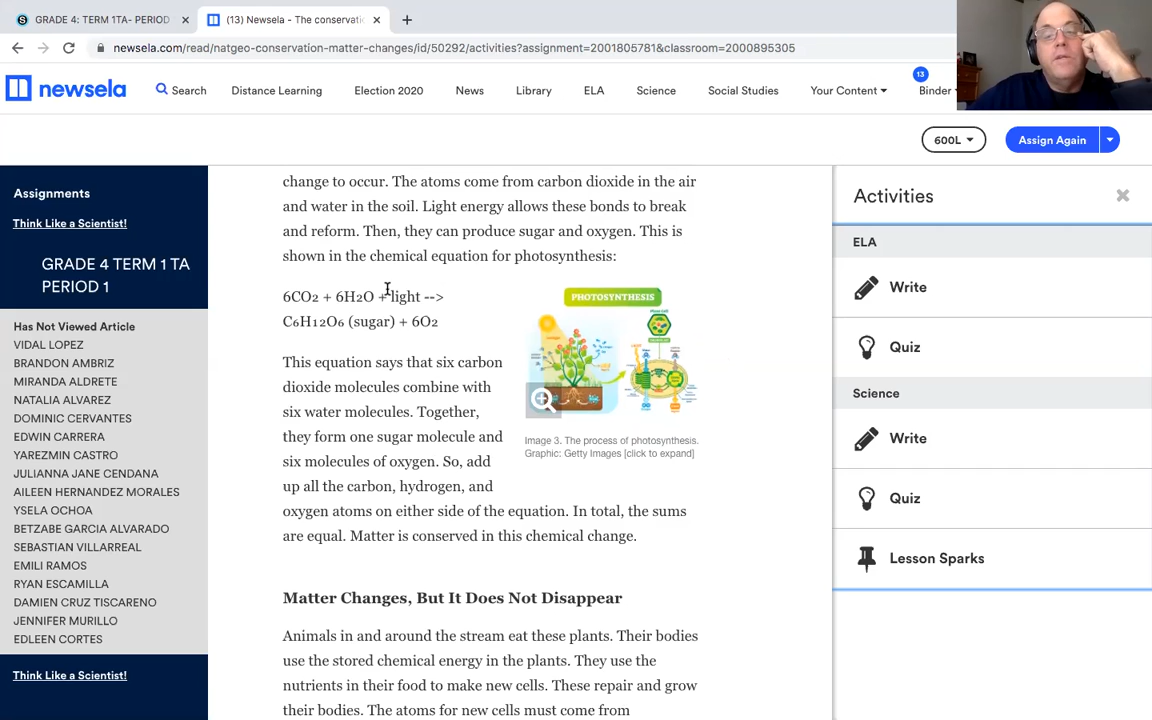 GRADE 4: TERM 1TA- PERIOD
(13) Newsela - The conservati
newsela.com/read/natgeo-conservation-matter-changes/id/50292/activities?assignment=2001805781&classroom=2000895305
newsela
Search
Distance Learning
Election 2020
News
Library
ELA
Science
Social Studies
Your Content
13
Binder
600L
Assign Again
Assignments
Think Like a Scientist!
GRADE 4 TERM 1 TA
PERIOD 1
Has Not Viewed Article
VIDAL LOPEZ
BRANDON AMBRIZ
MIRANDA ALDRETE
NATALIA ALVAREZ
DOMINIC CERVANTES
EDWIN CARRERA
YAREZMIN CASTRO
JULIANNA JANE CENDANA
AILEEN HERNANDEZ MORALES
YSELA OCHOA
BETZABE GARCIA ALVARADO
SEBASTIAN VILLARREAL
EMILI RAMOS
RYAN ESCAMILLA
DAMIEN CRUZ TISCARENO
JENNIFER MURILLO
EDLEEN CORTES
Think Like a Scientist!
change to occur. The atoms come from carbon dioxide in the air
and water in the soil. Light energy allows these bonds to break
and reform. Then, they can produce sugar and oxygen. This is
shown in the chemical equation for photosynthesis:
6CO2 + 6H2O + light -->
C6H12O6 (sugar) + 6O2
This equation says that six carbon
dioxide molecules combine with
six water molecules. Together,
they form one sugar molecule and
six molecules of oxygen. So, add
up all the carbon, hydrogen, and
oxygen atoms on either side of the equation. In total, the sums
are equal. Matter is conserved in this chemical change.
PHOTOSYNTHESIS
Image 3. The process of photosynthesis.
Graphic: Getty Images [click to expand]
Matter Changes, But It Does Not Disappear
Animals in and around the stream eat these plants. Their bodies
use the stored chemical energy in the plants. They use the
nutrients in their food to make new cells. These repair and grow
their bodies. The atoms for new cells must come from
Activities
ELA
Write
Quiz
Science
Write
Quiz
Lesson Sparks